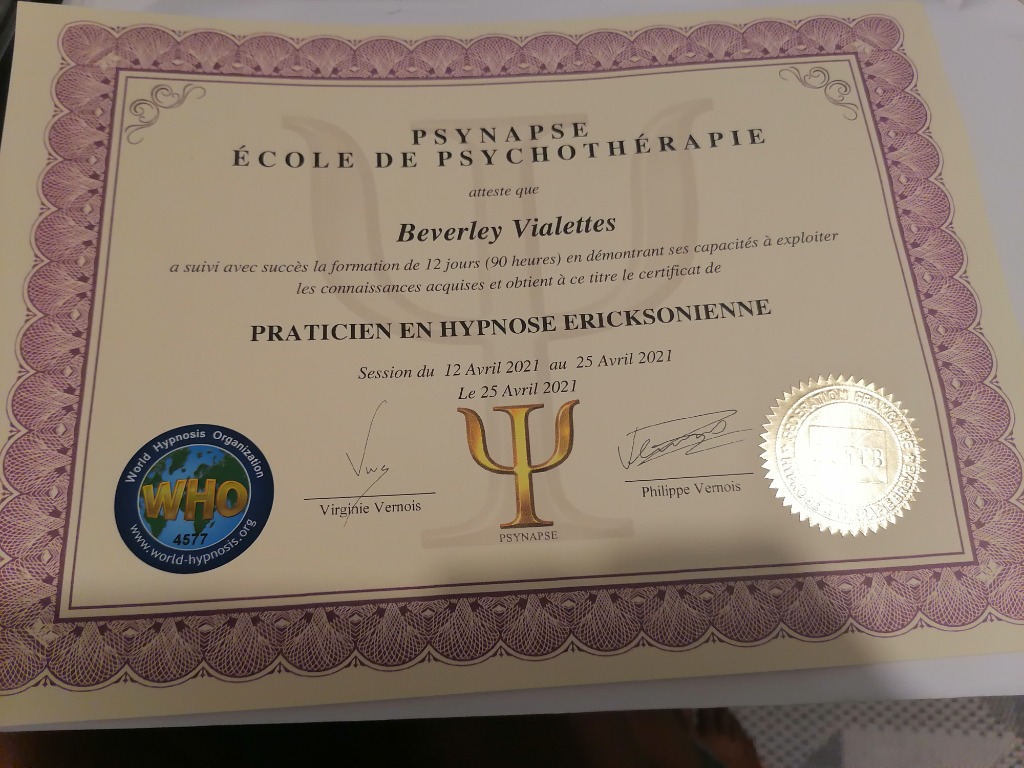 PSYNAPSE
ÉCOLE DE PSYCHOTHÉRAPIE
atteste que
Beverley Vialettes
a suivi avec succès la formation de 12 jours (90 heures) en démontrant ses capacités à exploiter
les connaissances acquises et obtient à ce titre le certificat de
PRATICIEN EN HYPNOSE ERICKSONIENNE
Session du 12 Avril 2021 au 25 Avril 2021
Le 25 Avril 2021
World Hypnosis Organization
WHO
4577
www.world-hypnosis.org
Virginie Vernois
PSYNAPSE
Philippe Vernois